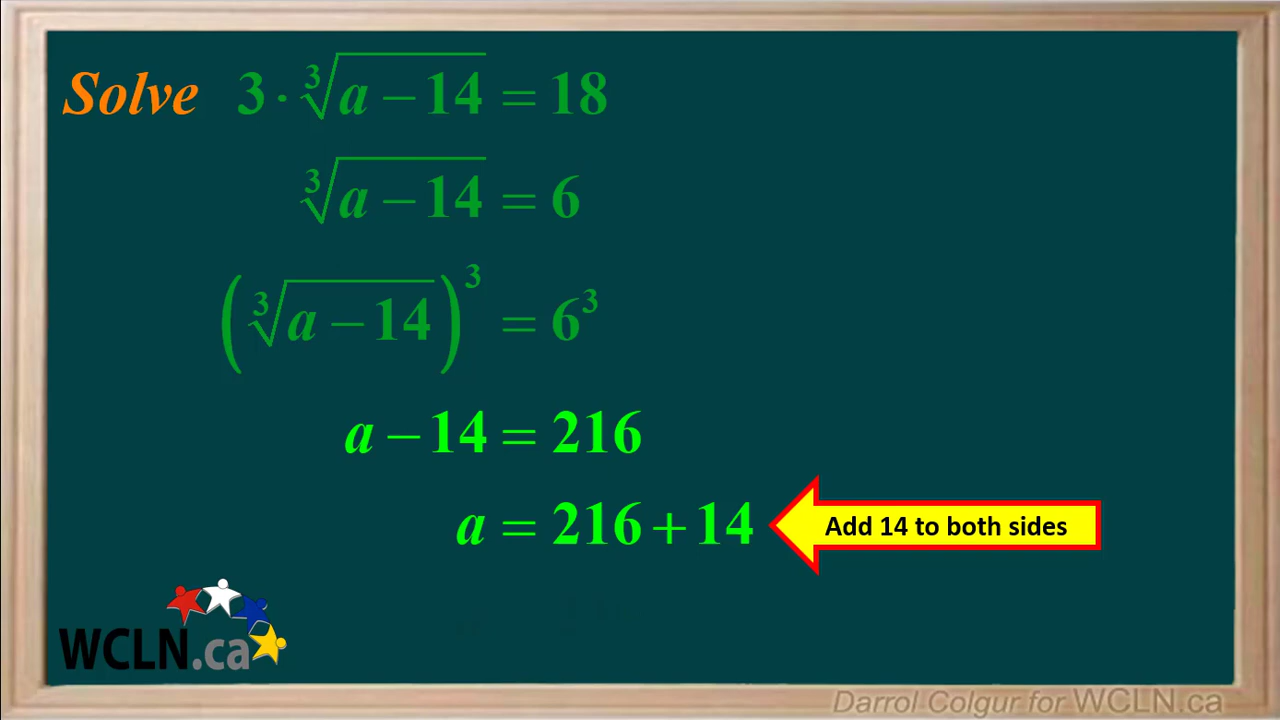 Solve 3 · ∛(a − 14) = 18
∛(a − 14) = 6
(∛(a − 14))³ = 6³
a − 14 = 216
a = 216 + 14
Add 14 to both sides
WCLN.ca
Darrol Colgur for WCLN.ca